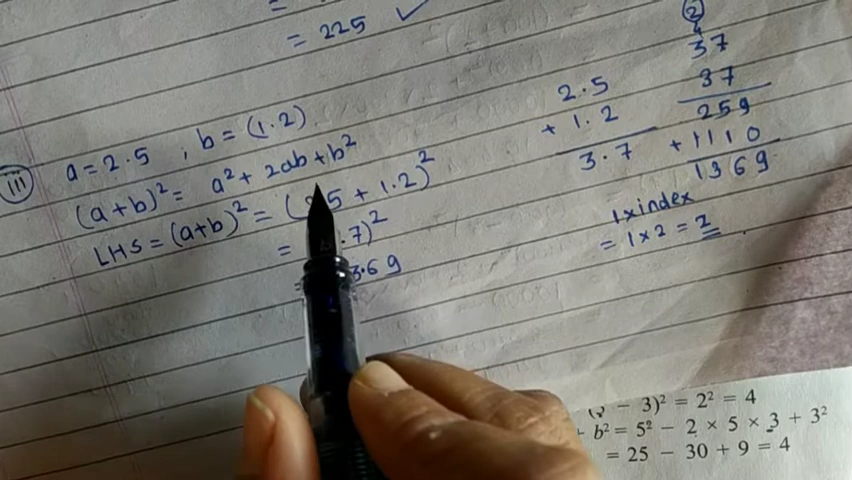 = 225 ✓
(iii) a = 2.5 , b = (1.2)
(a+b)² = a² + 2ab + b²
LHS = (a+b)² = ( 5 + 1.2)²
= .7)²
= 3.69
2.5
+ 1.2
3.7
2
37
37
259
+ 1110
1369
1 x index
= 1 x 2 = 2
− 3)² = 2² = 4
b² = 5² − 2 × 5 × 3 + 3²
= 25 − 30 + 9 = 4